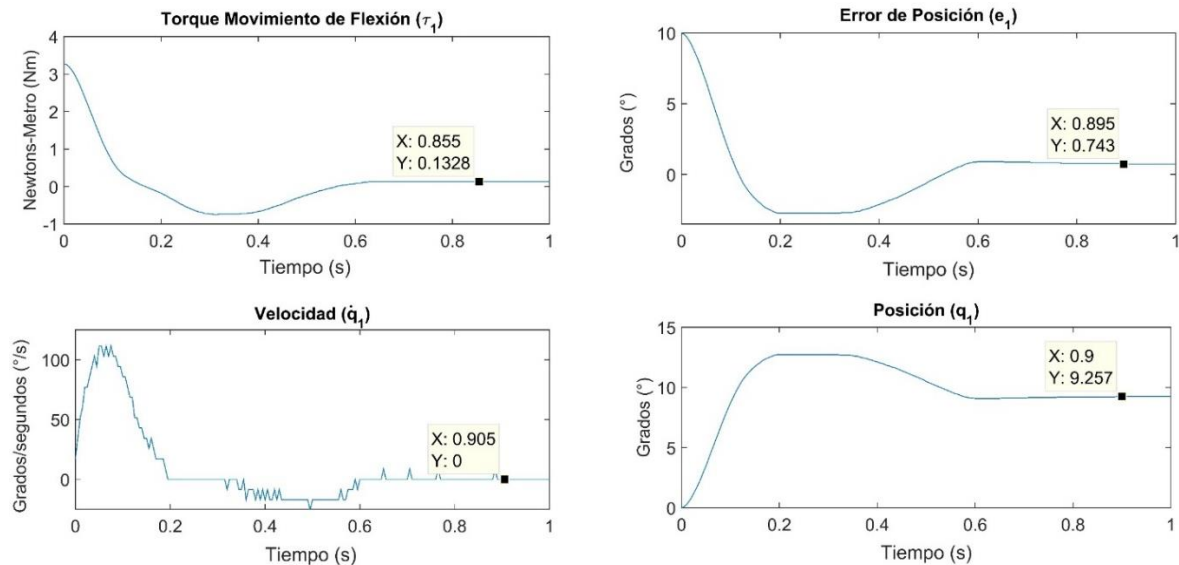 Torque Movimiento de Flexión (τ₁)
Newtons-Metro (Nm)
4
3
2
1
0
-1
X: 0.855
Y: 0.1328
0 0.2 0.4 0.6 0.8 1
Tiempo (s)
Error de Posición (e₁)
Grados (°)
10
5
0
X: 0.895
Y: 0.743
0 0.2 0.4 0.6 0.8 1
Tiempo (s)
Velocidad (q̇₁)
Grados/segundos (°/s)
100
50
0
X: 0.905
Y: 0
0 0.2 0.4 0.6 0.8 1
Tiempo (s)
Posición (q₁)
Grados (°)
15
10
5
0
X: 0.9
Y: 9.257
0 0.2 0.4 0.6 0.8 1
Tiempo (s)